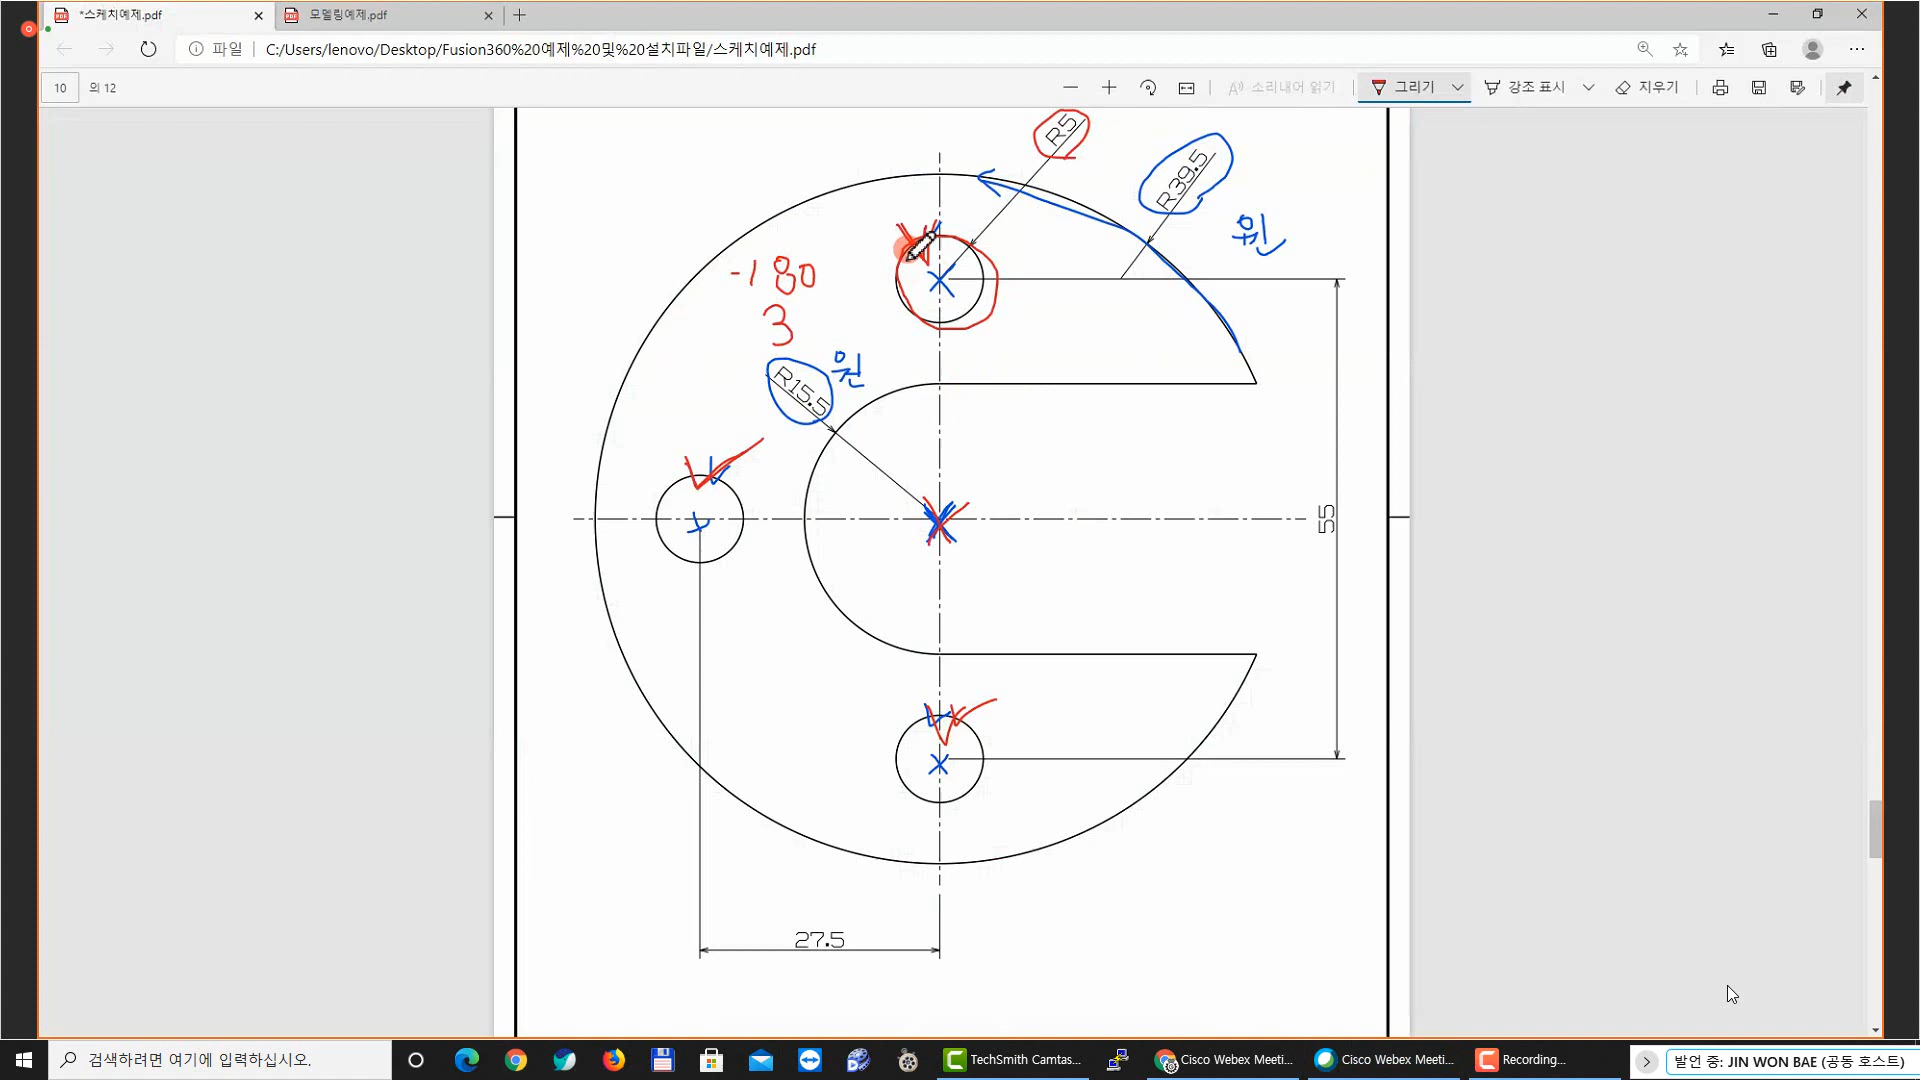 *스케치예제.pdf
모델링예제.pdf
파일
C:/Users/lenovo/Desktop/Fusion360%20예제%20및%20설치파일/스케치예제.pdf
10
의 12
소리내어 읽기
그리기
강조 표시
지우기
R5
R39.5
원
-180
3
원
R15.5
55
27.5
검색하려면 여기에 입력하십시오.
TechSmith Camtas...
Cisco Webex Meeti...
Cisco Webex Meeti...
Recording...
발언 중: JIN WON BAE (공동 호스트)